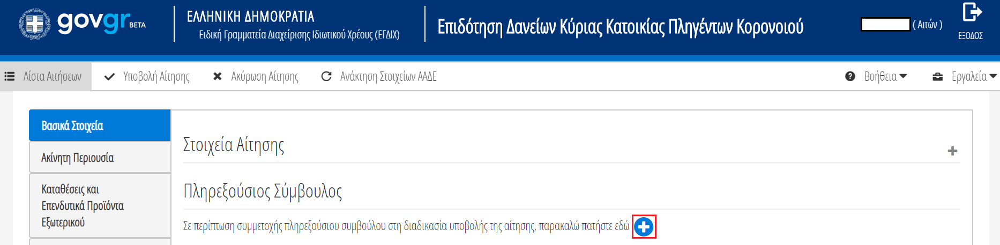 govgr BETA
ΕΛΛΗΝΙΚΗ ΔΗΜΟΚΡΑΤΙΑ
Ειδική Γραμματεία Διαχείρισης Ιδιωτικού Χρέους (ΕΓΔΙΧ)
Επιδότηση Δανείων Κύριας Κατοικίας Πληγέντων Κορονοιού
( Αιτών )
ΕΞΟΔΟΣ
Λίστα Αιτήσεων
Υποβολή Αίτησης
Ακύρωση Αίτησης
Ανάκτηση Στοιχείων ΑΑΔΕ
Βοήθεια
Εργαλεία
Βασικά Στοιχεία
Ακίνητη Περιουσία
Καταθέσεις και
Επενδυτικά Προϊόντα
Εξωτερικού
Στοιχεία Αίτησης
Πληρεξούσιος Σύμβουλος
Σε περίπτωση συμμετοχής πληρεξούσιου συμβούλου στη διαδικασία υποβολής της αίτησης, παρακαλώ πατήστε εδώ